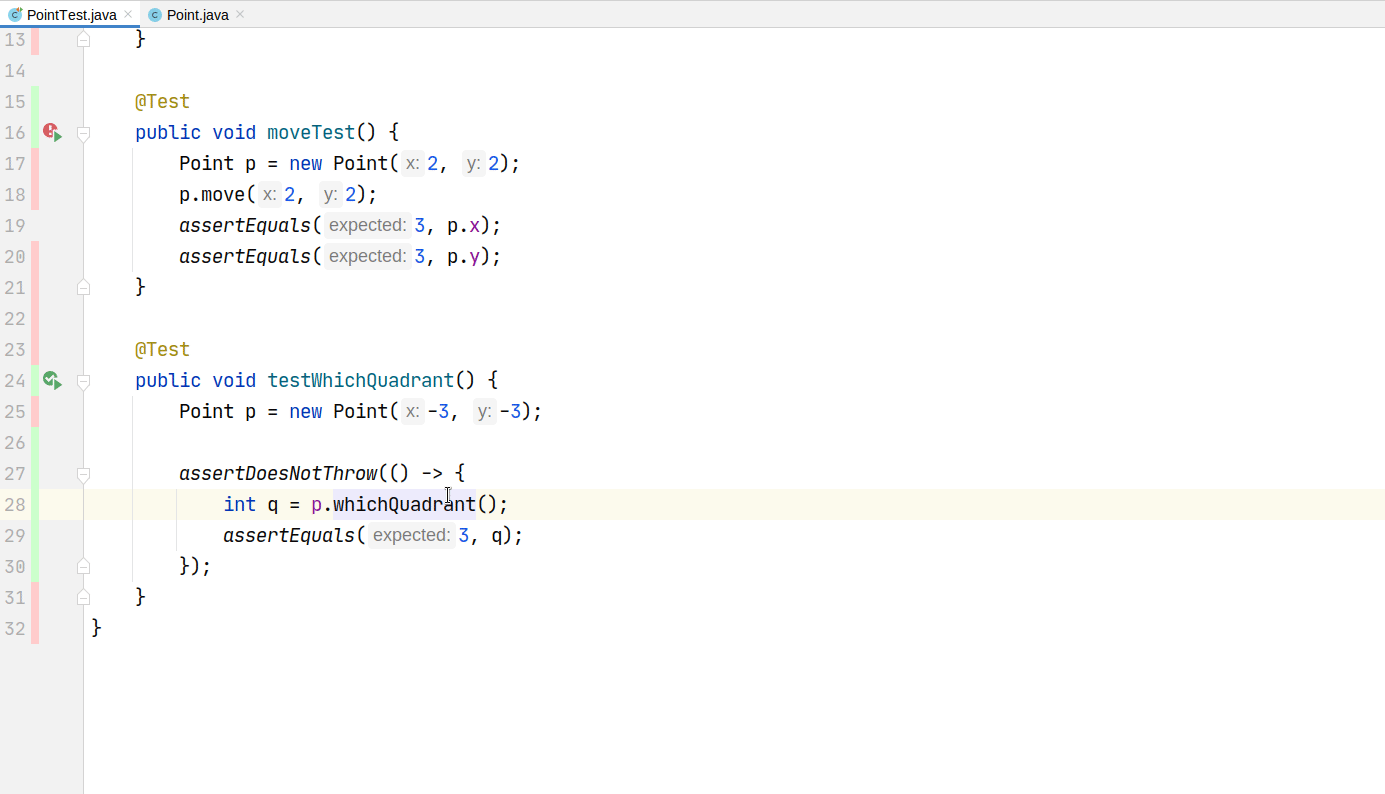 PointTest.java Point.java
13 }
14
15 @Test
16 public void moveTest() {
17 Point p = new Point( x: 2, y: 2);
18 p.move( x: 2, y: 2);
19 assertEquals( expected: 3, p.x);
20 assertEquals( expected: 3, p.y);
21 }
22
23 @Test
24 public void testWhichQuadrant() {
25 Point p = new Point( x: -3, y: -3);
26
27 assertDoesNotThrow(() -> {
28 int q = p.whichQuadrant();
29 assertEquals( expected: 3, q);
30 });
31 }
32 }